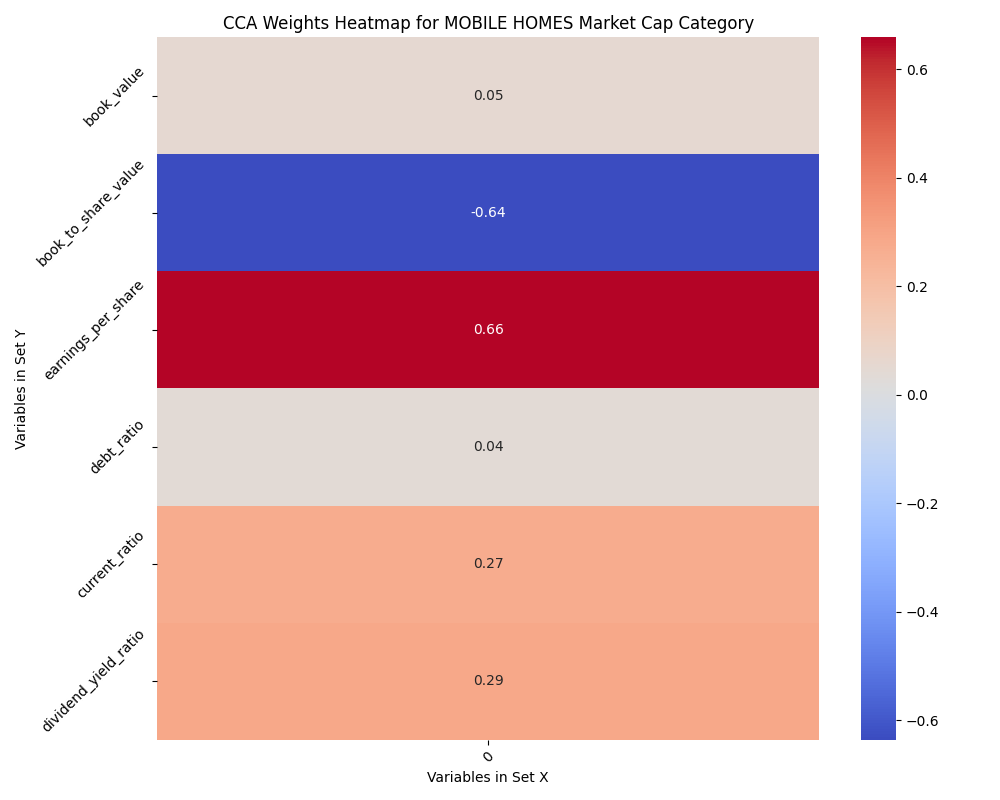 CCA Weights Heatmap for MOBILE HOMES Market Cap Category
Variables in Set Y
book_value
0.05
book_to_share_value
-0.64
earnings_per_share
0.66
debt_ratio
0.04
current_ratio
0.27
dividend_yield_ratio
0.29
0
Variables in Set X
0.6
0.4
0.2
0.0
−0.2
−0.4
−0.6